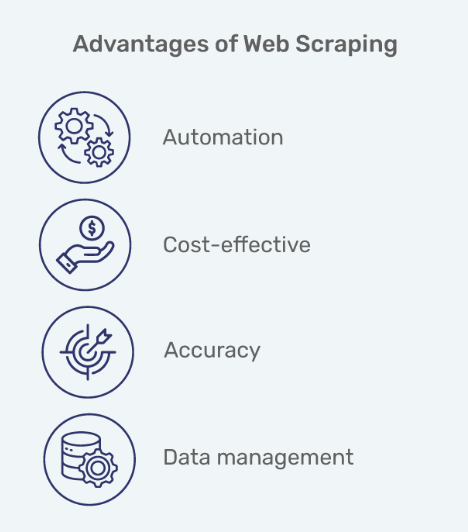 Advantages of Web Scraping
Automation
$
Cost-effective
Accuracy
Data management